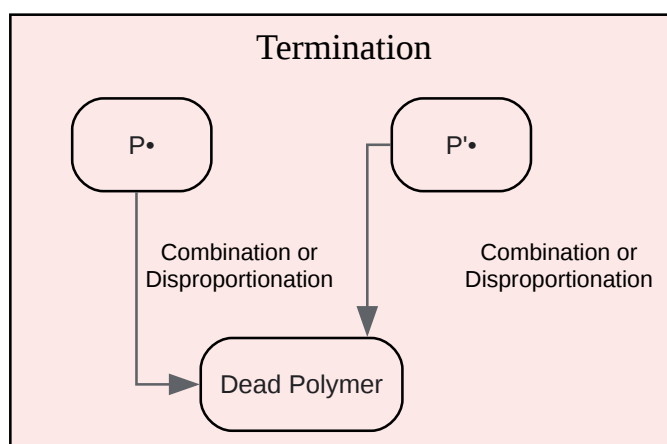 Termination
P•
P'•
Combination or
Disproportionation
Combination or
Disproportionation
Dead Polymer